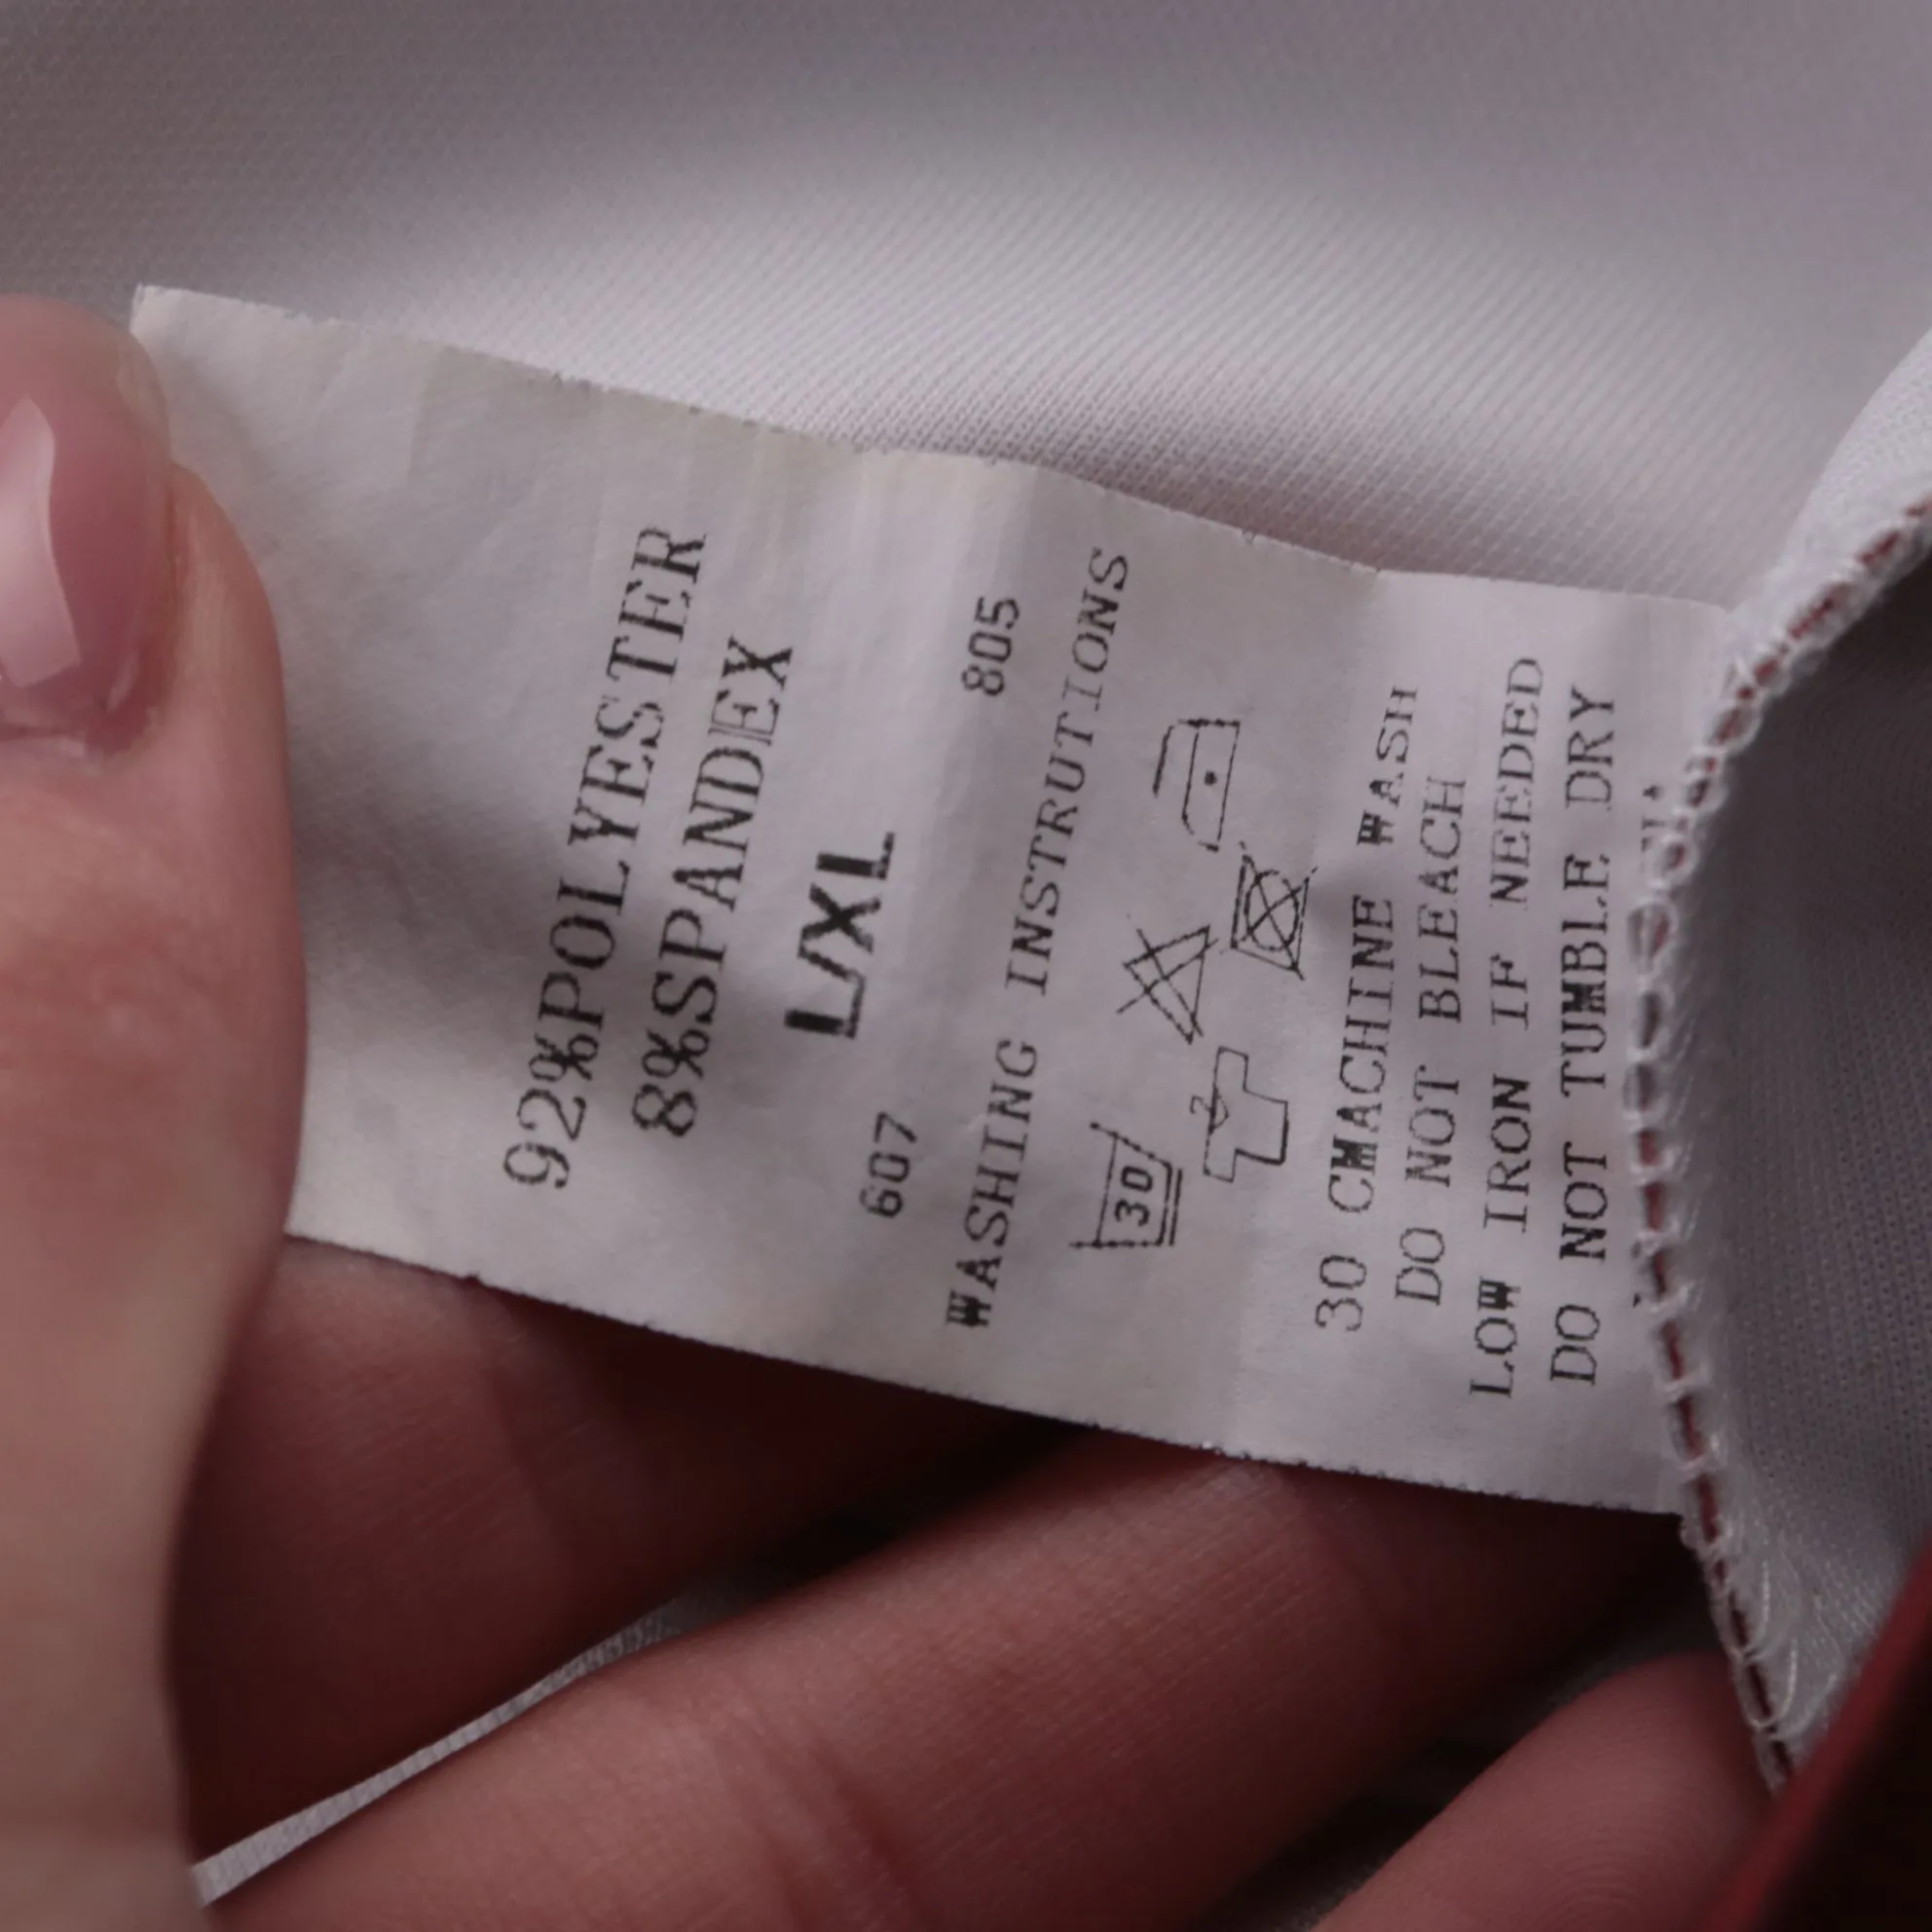 92%POLYESTER
8%SPANDEX
L/XL
607 805
WASHING INSTRUTIONS
30
30 CMACHINE WASH
DO NOT BLEACH
LOW IRON IF NEEDED
DO NOT TUMBLE DRY